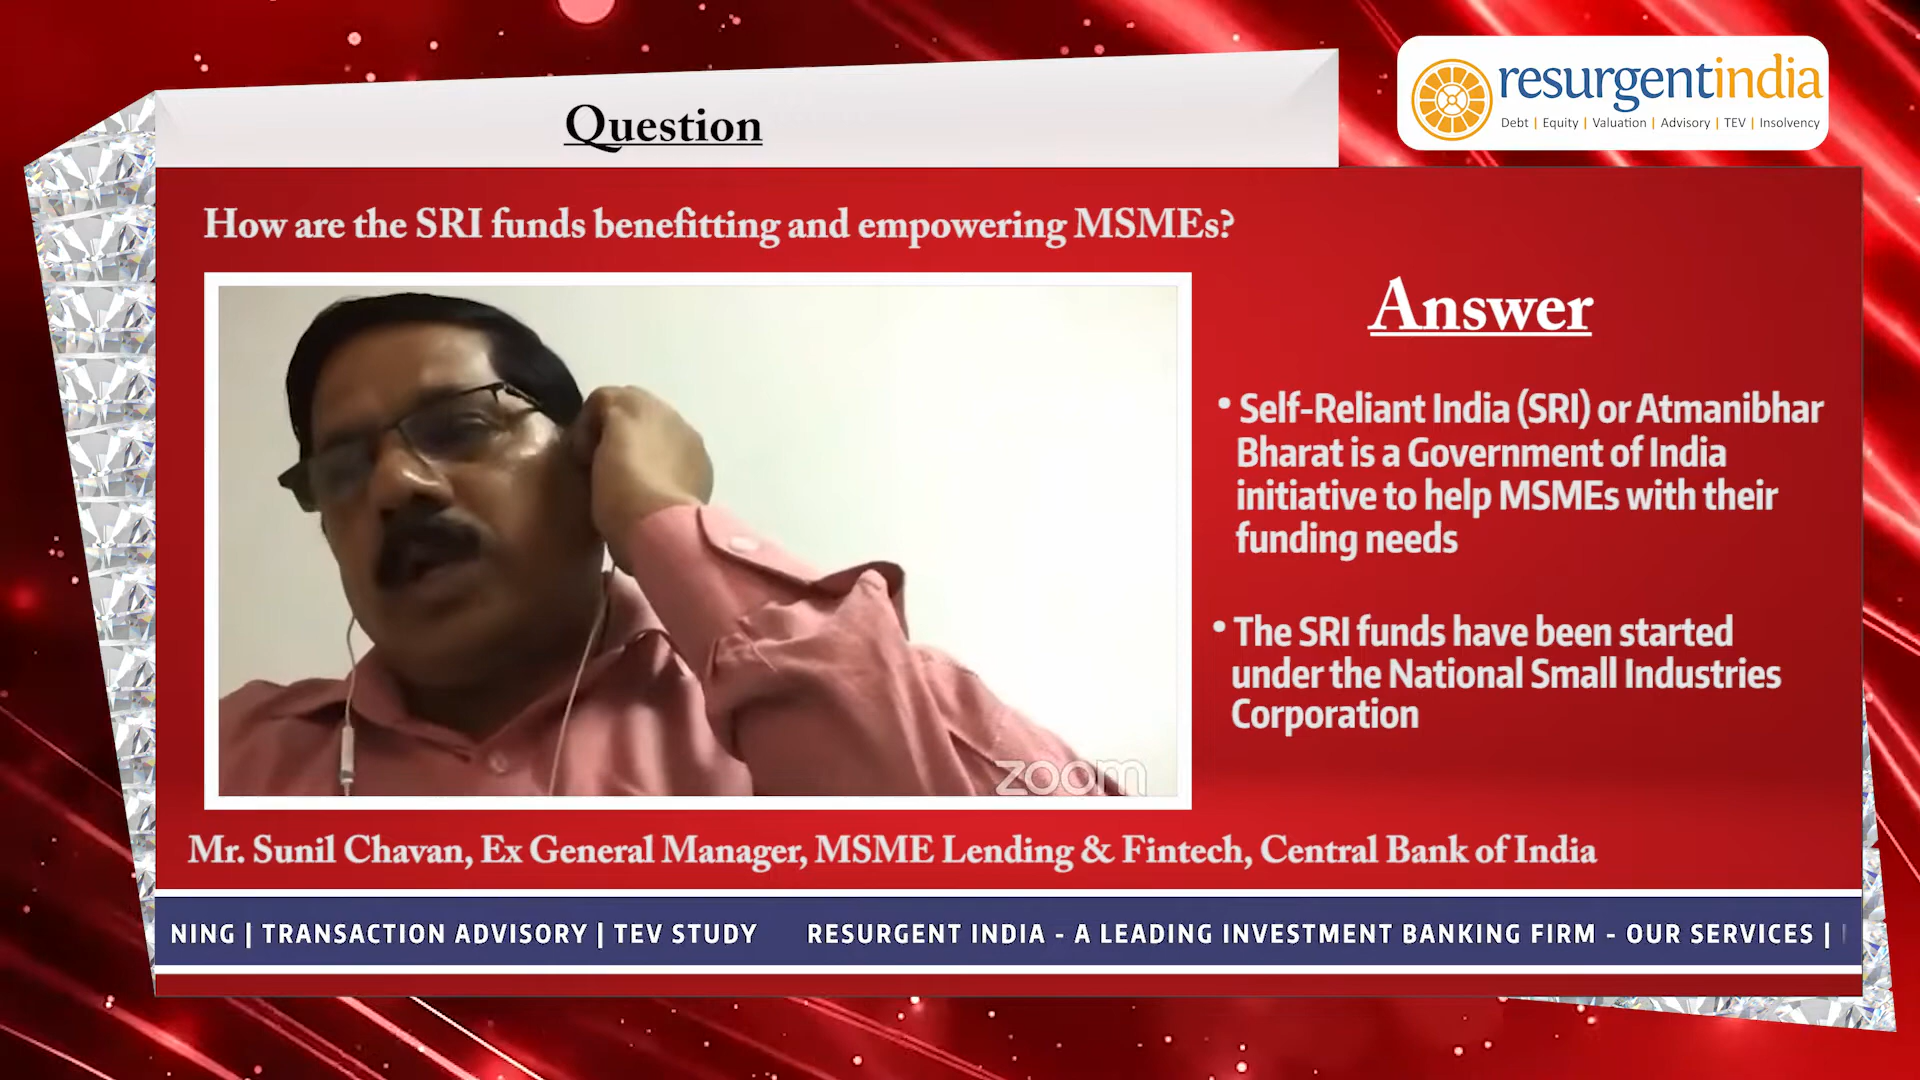 resurgentindia
Debt | Equity | Valuation | Advisory | TEV | Insolvency
Question
How are the SRI funds benefitting and empowering MSMEs?
Answer
• Self-Reliant India (SRI) or Atmanibhar
Bharat is a Government of India
initiative to help MSMEs with their
funding needs
• The SRI funds have been started
under the National Small Industries
Corporation
zoom
Mr. Sunil Chavan, Ex General Manager, MSME Lending & Fintech, Central Bank of India
NING | TRANSACTION ADVISORY | TEV STUDY RESURGENT INDIA - A LEADING INVESTMENT BANKING FIRM - OUR SERVICES |